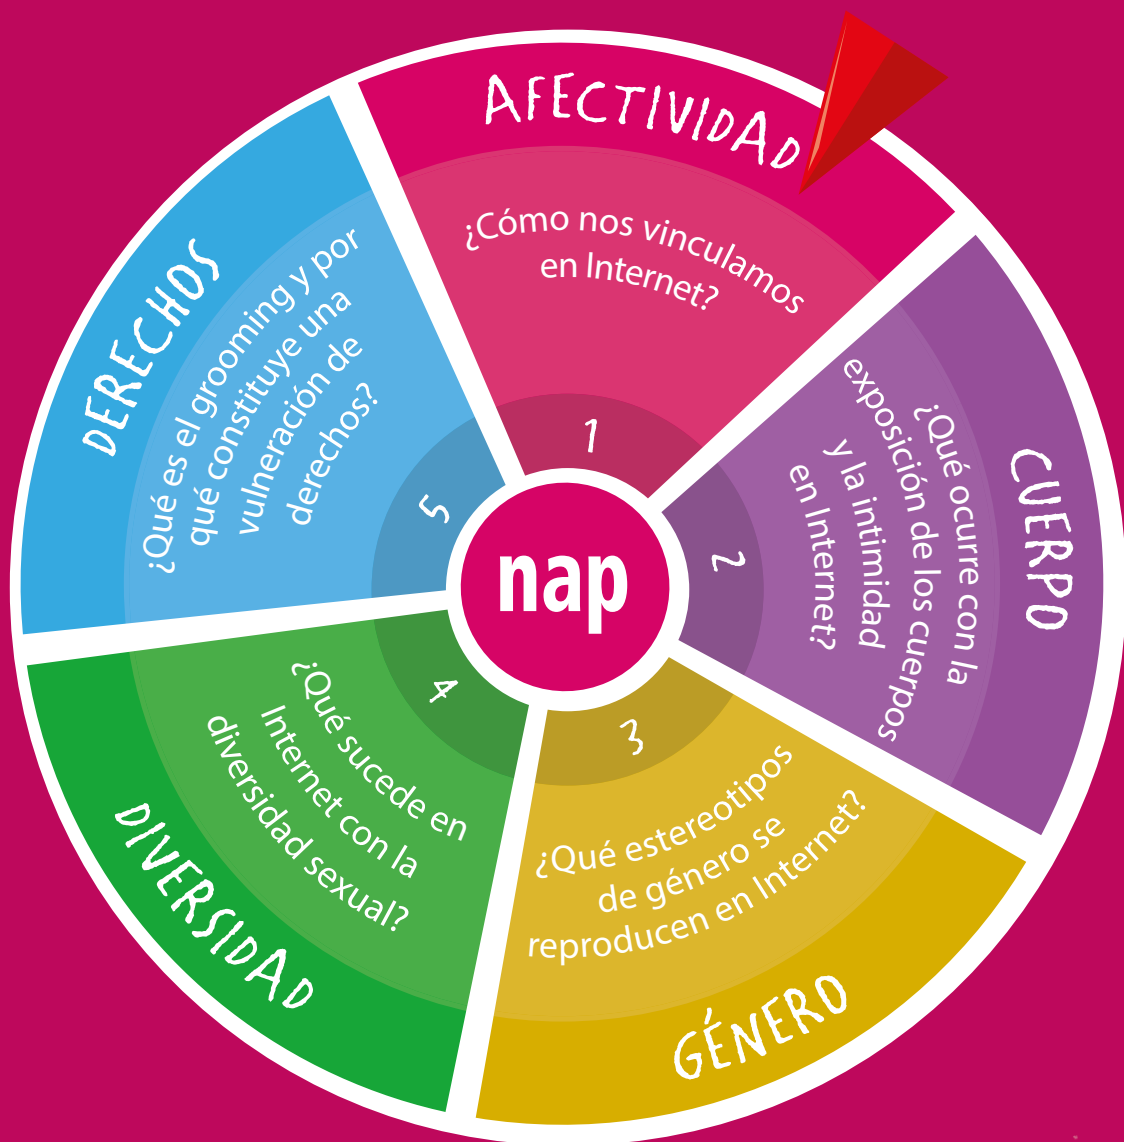 AFECTIVIDAD
¿Cómo nos vinculamos
en Internet?
1
CUERPO
¿Qué ocurre con la
exposición de los cuerpos
y la intimidad
en Internet?
2
GÉNERO
¿Qué estereotipos
de género se
reproducen en Internet?
3
DIVERSIDAD
¿Qué sucede en
Internet con la
diversidad sexual?
4
DERECHOS
¿Qué es el grooming y por
qué constituye una
vulneración de
derechos?
5
nap